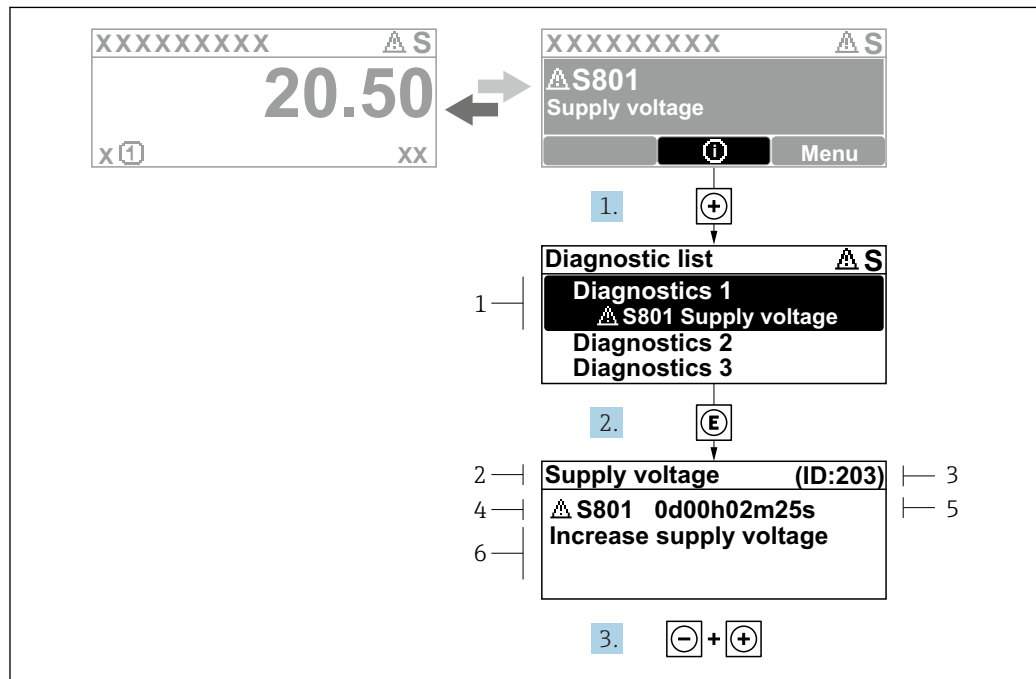 XXXXXXXXX ⚠ S
20.50
x ① XX
XXXXXXXXX ⚠ S
⚠ S801
Supply voltage
ⓘ Menu
1. +
Diagnostic list ⚠ S
1
Diagnostics 1
⚠ S801 Supply voltage
Diagnostics 2
Diagnostics 3
2. E
2 Supply voltage (ID:203) 3
4 ⚠ S801 0d00h02m25s 5
6 Increase supply voltage
3. - + +